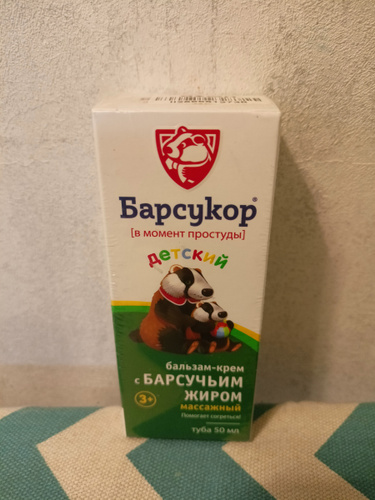 Барсукор®
[в момент простуды]
детский
бальзам-крем
с БАРСУЧЬИМ
ЖИРОМ
3+
массажный
Помогает согреться!
туба 50 мл